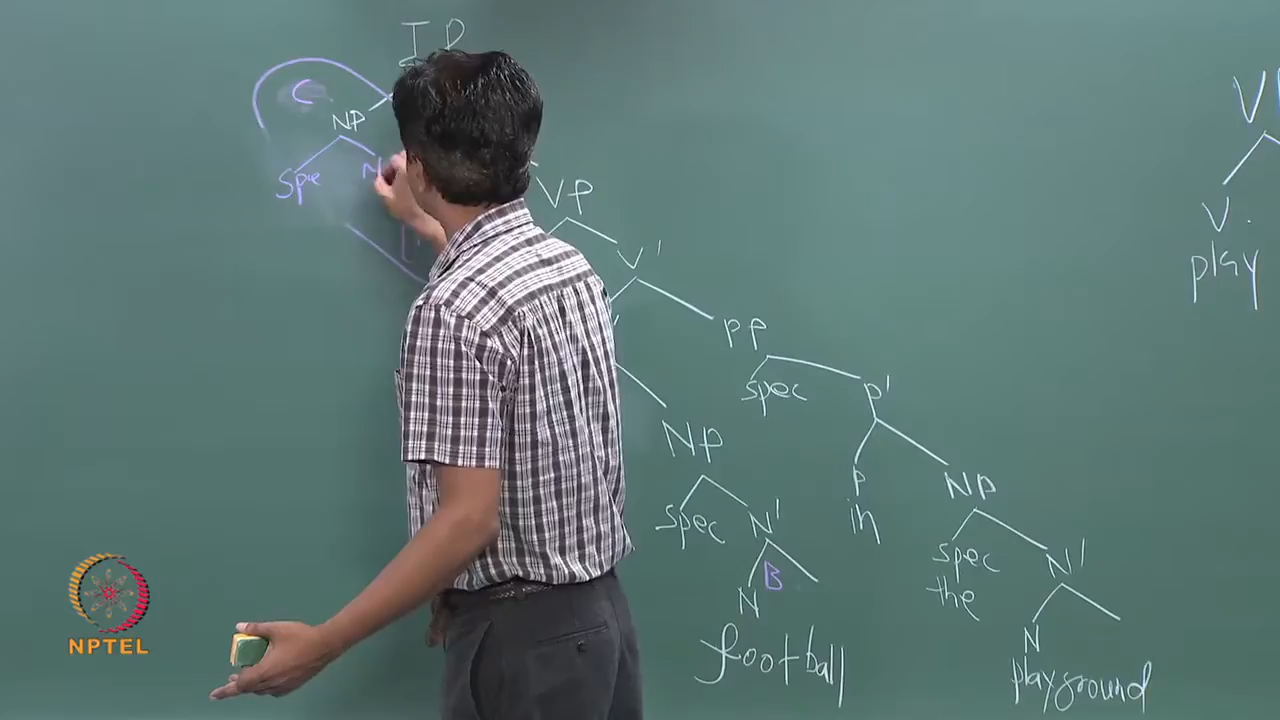 IP
C
NP
VP
Spe
N
VP
V'
V.
play
PP
spec
P'
NP
P
NP
in
spec
N'
spec
N'
the
B
N
football
N
playground
NPTEL